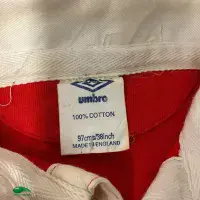 umbro
100% COTTON
97cms/38inch
MADE IN ENGLAND